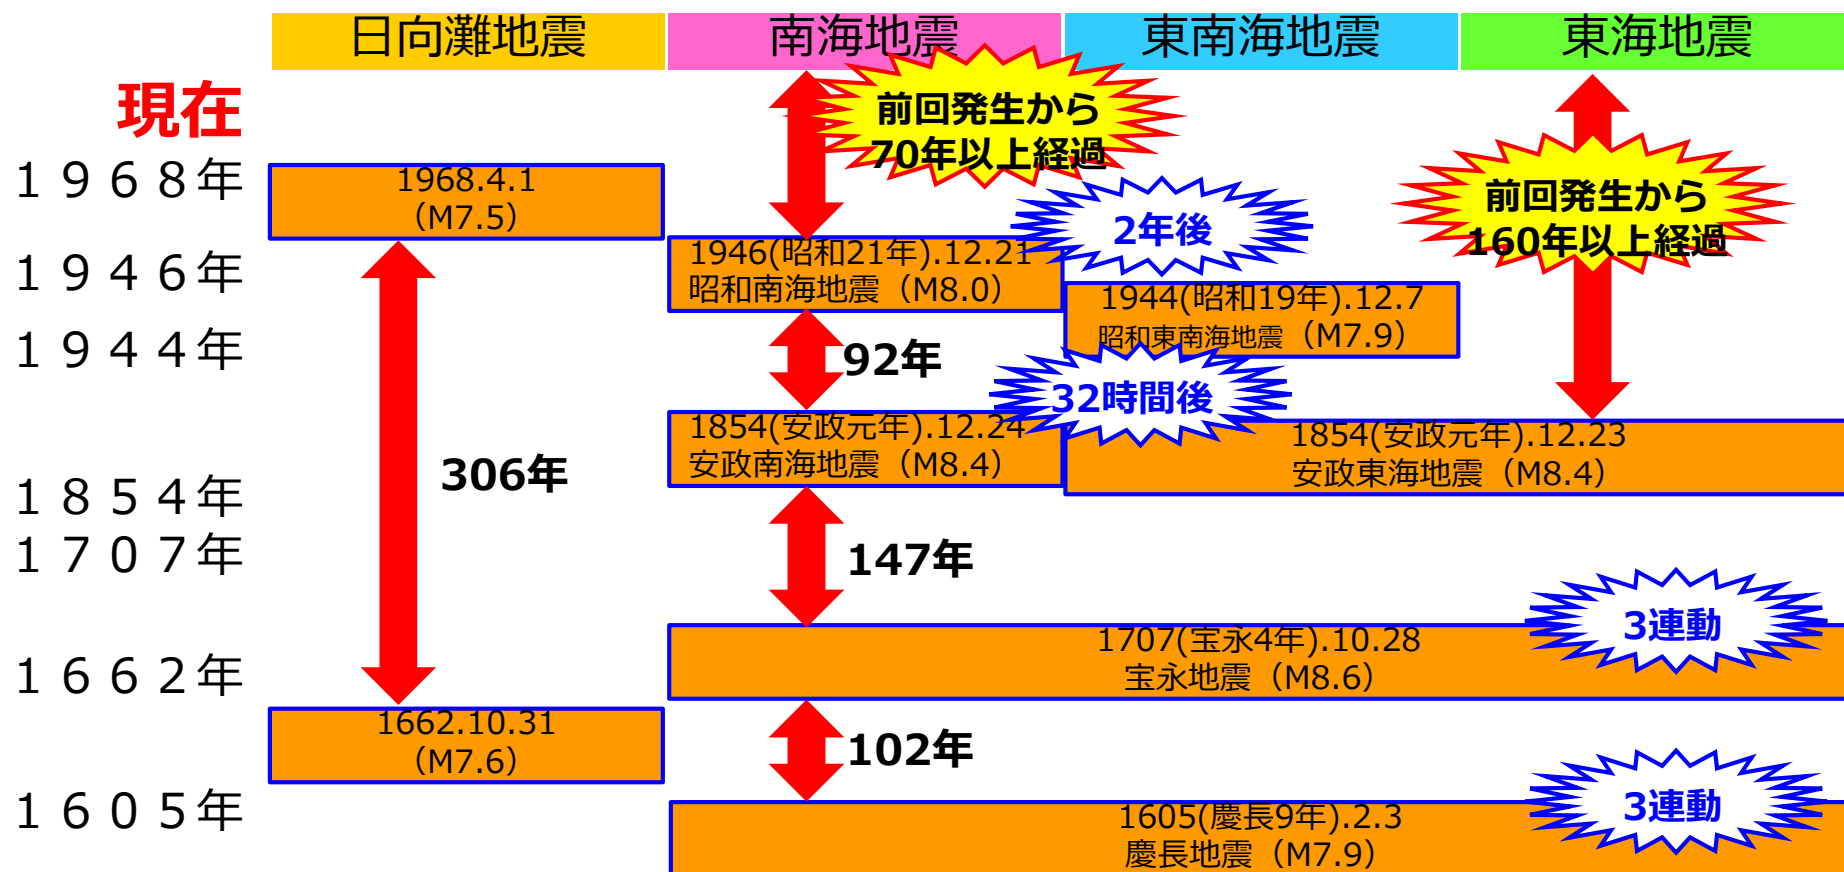 日向灘地震
南海地震
東南海地震
東海地震
現在
前回発生から
70年以上経過
１９６８年
1968.4.1
（M7.5）
前回発生から
160年以上経過
2年後
１９４６年
1946(昭和21年).12.21
昭和南海地震（M8.0）
1944(昭和19年).12.7
昭和東南海地震（M7.9）
１９４４年
92年
32時間後
1854(安政元年).12.24
安政南海地震（M8.4）
1854(安政元年).12.23
安政東海地震（M8.4）
306年
１８５４年
１７０７年
147年
3連動
1707(宝永4年).10.28
宝永地震（M8.6）
１６６２年
1662.10.31
（M7.6）
102年
１６０５年
3連動
1605(慶長9年).2.3
慶長地震（M7.9）